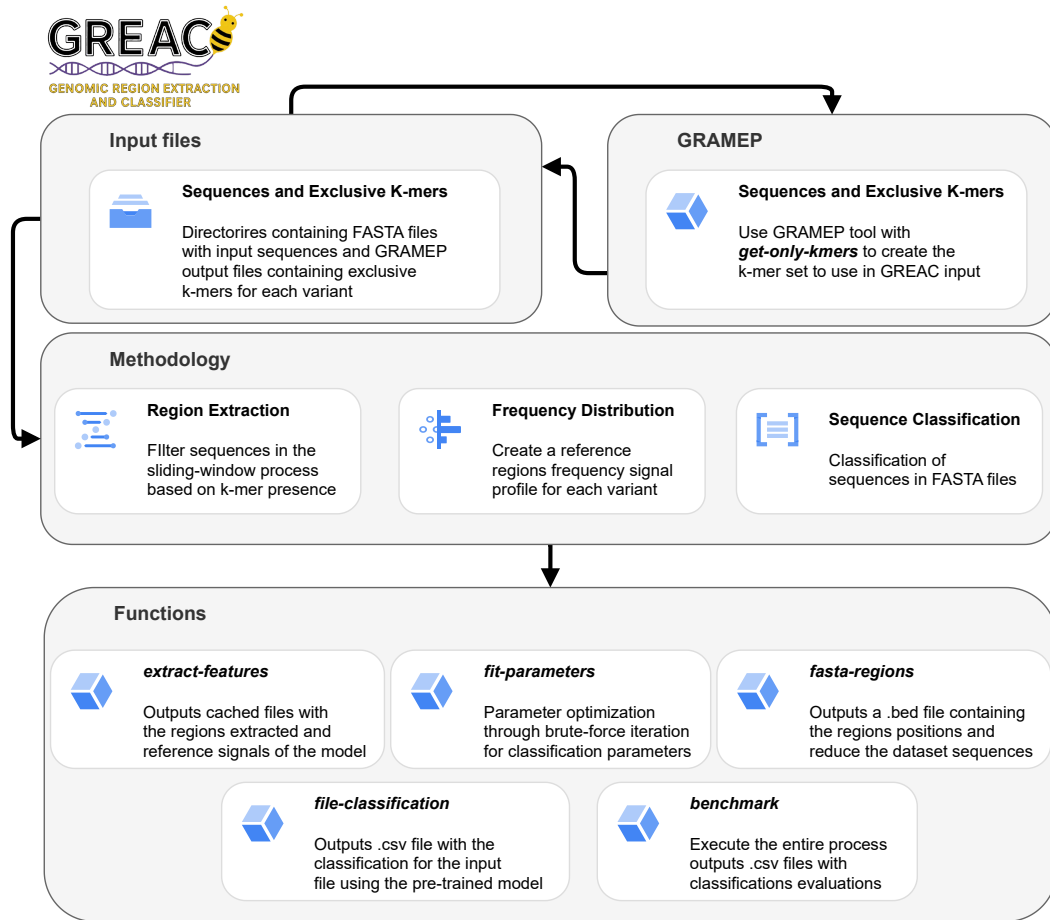 GREAC
GENOMIC REGION EXTRACTION
AND CLASSIFIER
Input files
Sequences and Exclusive K-mers
Directorires containing FASTA files
with input sequences and GRAMEP
output files containing exclusive
k-mers for each variant
GRAMEP
Sequences and Exclusive K-mers
Use GRAMEP tool with
get-only-kmers to create the
k-mer set to use in GREAC input
Methodology
Region Extraction
FIlter sequences in the
sliding-window process
based on k-mer presence
Frequency Distribution
Create a reference
regions frequency signal
profile for each variant
Sequence Classification
Classification of
sequences in FASTA files
Functions
extract-features
Outputs cached files with
the regions extracted and
reference signals of the model
fit-parameters
Parameter optimization
through brute-force iteration
for classification parameters
fasta-regions
Outputs a .bed file containing
the regions positions and
reduce the dataset sequences
file-classification
Outputs .csv file with the
classification for the input
file using the pre-trained model
benchmark
Execute the entire process
outputs .csv files with
classifications evaluations